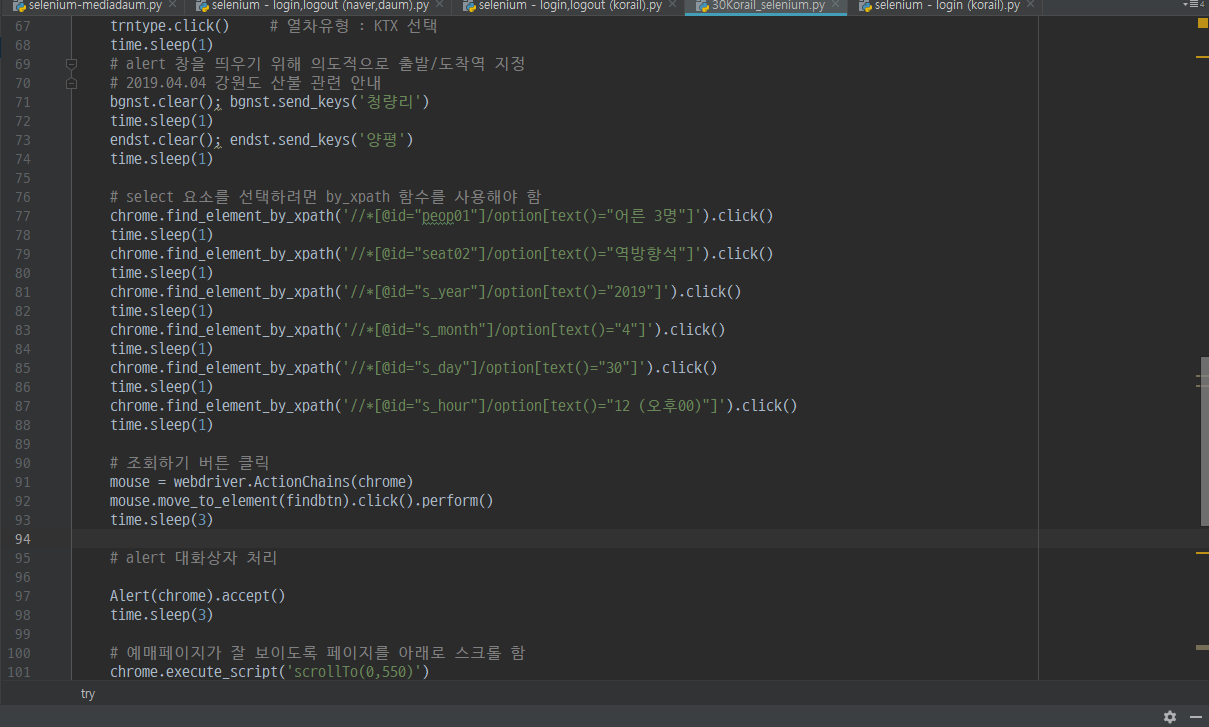 selenium-mediadaum.py selenium - login,logout (naver,daum).py selenium - login,logout (korail).py 30Korail_selenium.py selenium - login (korail).py
67 trntype.click() # 열차유형 : KTX 선택
68 time.sleep(1)
69 # alert 창을 띄우기 위해 의도적으로 출발/도착역 지정
70 # 2019.04.04 강원도 산불 관련 안내
71 bgnst.clear(); bgnst.send_keys('청량리')
72 time.sleep(1)
73 endst.clear(); endst.send_keys('양평')
74 time.sleep(1)
75
76 # select 요소를 선택하려면 by_xpath 함수를 사용해야 함
77 chrome.find_element_by_xpath('//*[@id="peop01"]/option[text()="어른 3명"]').click()
78 time.sleep(1)
79 chrome.find_element_by_xpath('//*[@id="seat02"]/option[text()="역방향석"]').click()
80 time.sleep(1)
81 chrome.find_element_by_xpath('//*[@id="s_year"]/option[text()="2019"]').click()
82 time.sleep(1)
83 chrome.find_element_by_xpath('//*[@id="s_month"]/option[text()="4"]').click()
84 time.sleep(1)
85 chrome.find_element_by_xpath('//*[@id="s_day"]/option[text()="30"]').click()
86 time.sleep(1)
87 chrome.find_element_by_xpath('//*[@id="s_hour"]/option[text()="12 (오후00)"]').click()
88 time.sleep(1)
89
90 # 조회하기 버튼 클릭
91 mouse = webdriver.ActionChains(chrome)
92 mouse.move_to_element(findbtn).click().perform()
93 time.sleep(3)
94
95 # alert 대화상자 처리
96
97 Alert(chrome).accept()
98 time.sleep(3)
99
100 # 예매페이지가 잘 보이도록 페이지를 아래로 스크롤 함
101 chrome.execute_script('scrollTo(0,550)')
try